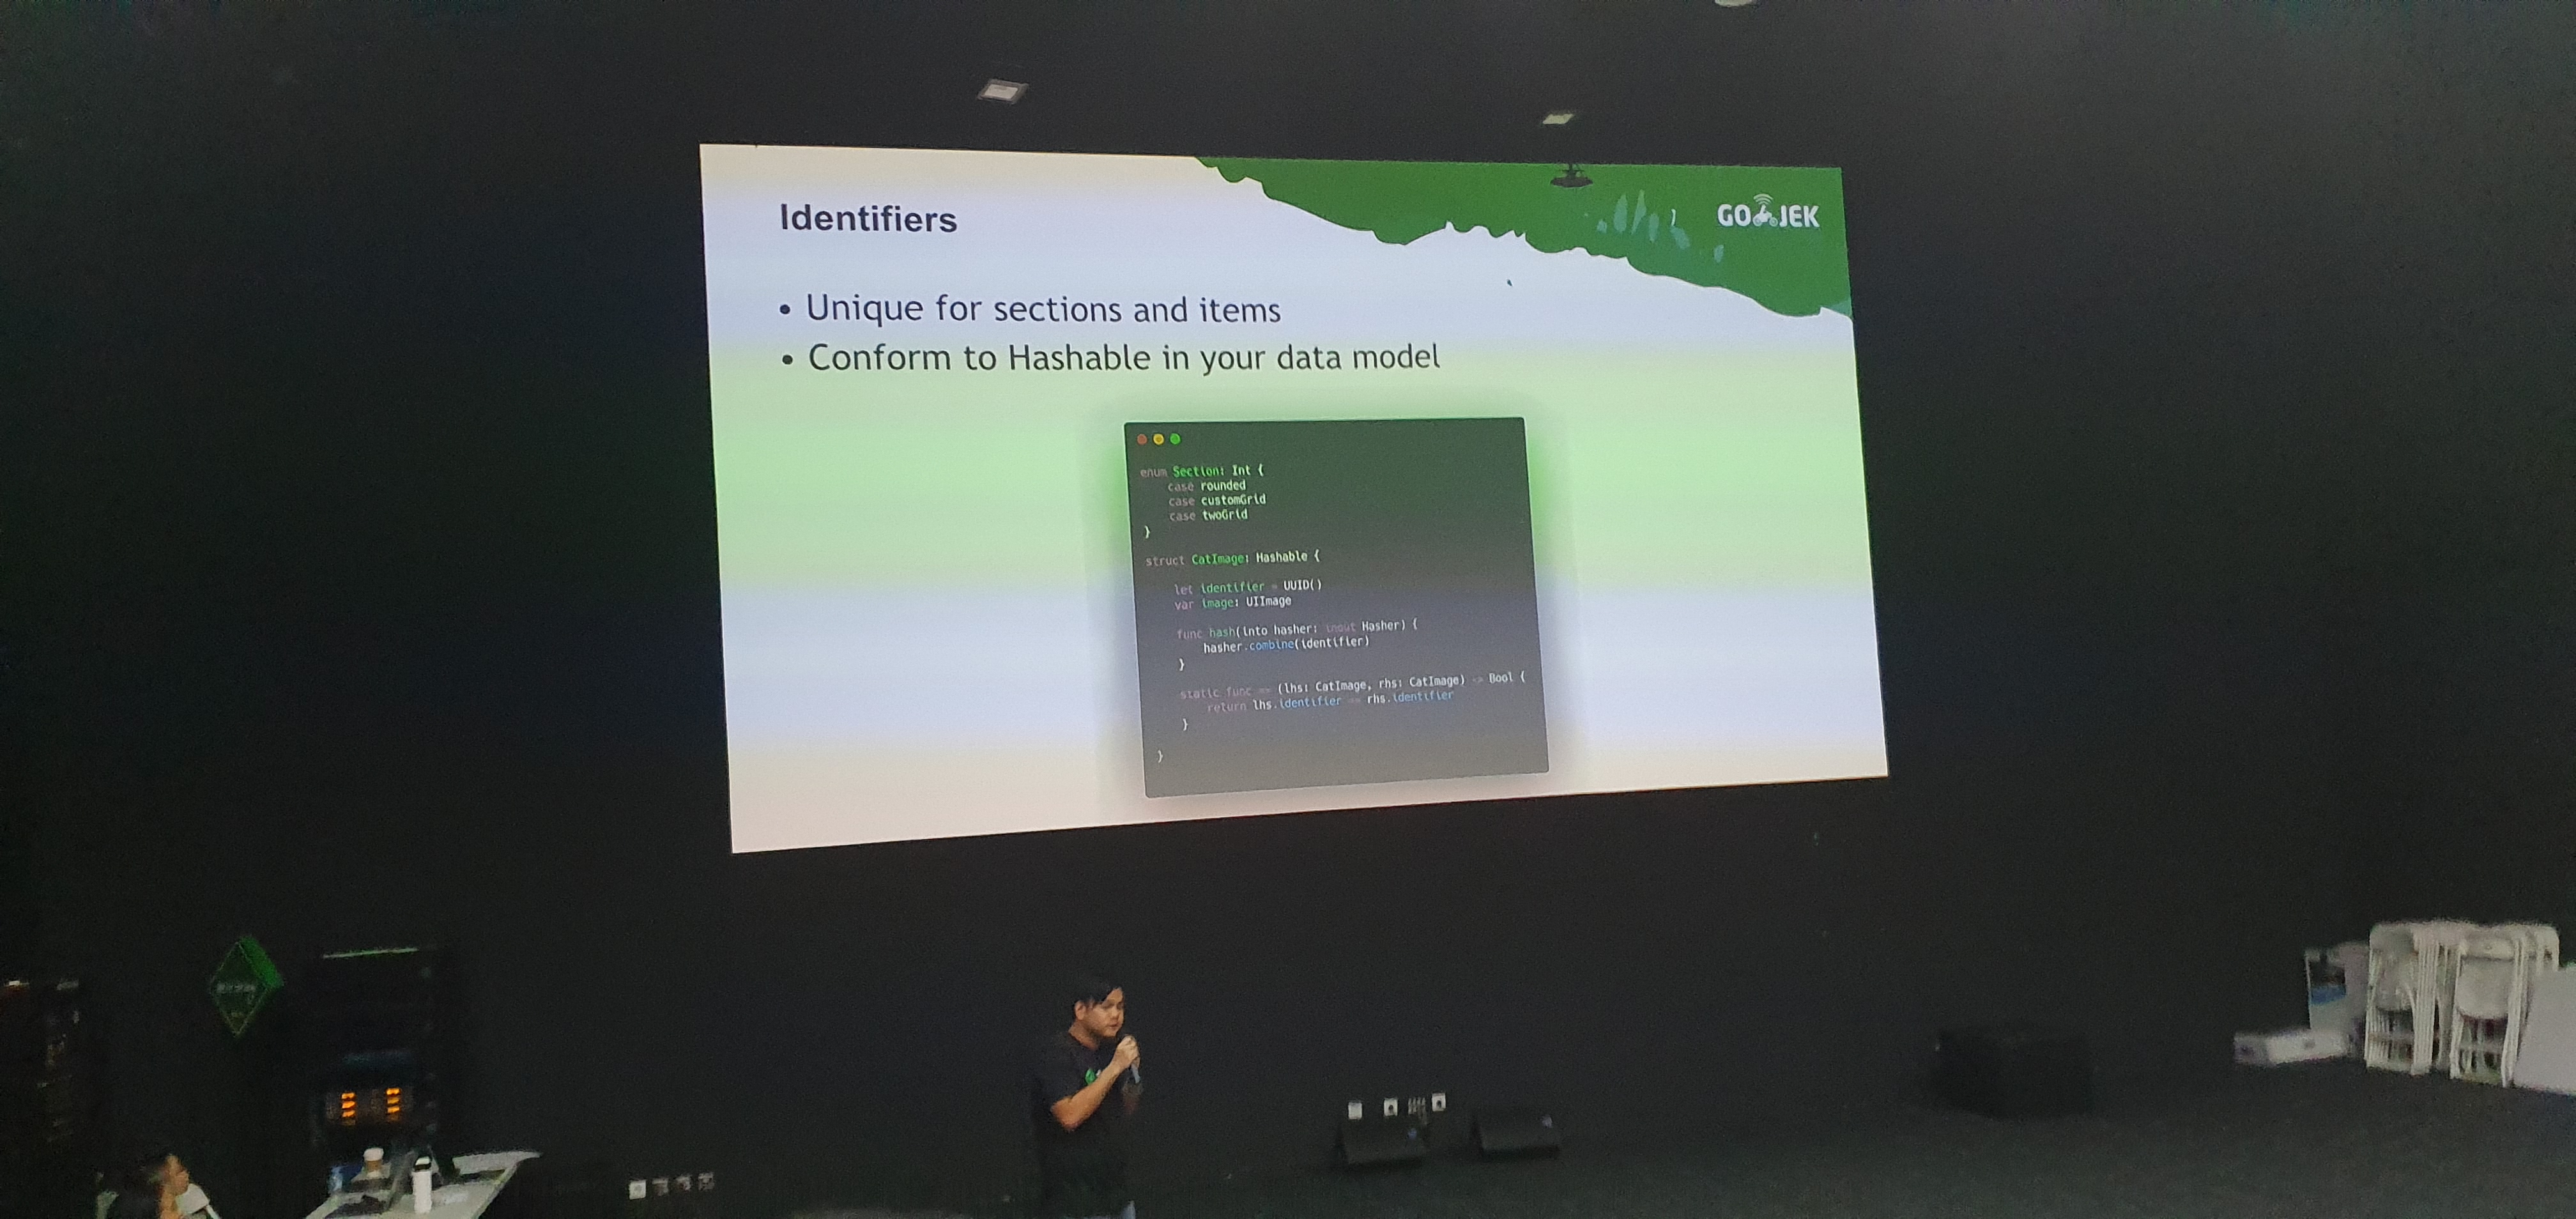 Identifiers
GO JEK
• Unique for sections and items
• Conform to Hashable in your data model
enum Section: Int {
case rounded
case customGrid
case twoGrid
}
struct CatImage: Hashable {
let identifier = UUID()
var image: UIImage
func hash(into hasher: inout Hasher) {
hasher.combine(identifier)
}
static func == (lhs: CatImage, rhs: CatImage) -> Bool {
return lhs.identifier == rhs.identifier
}
}